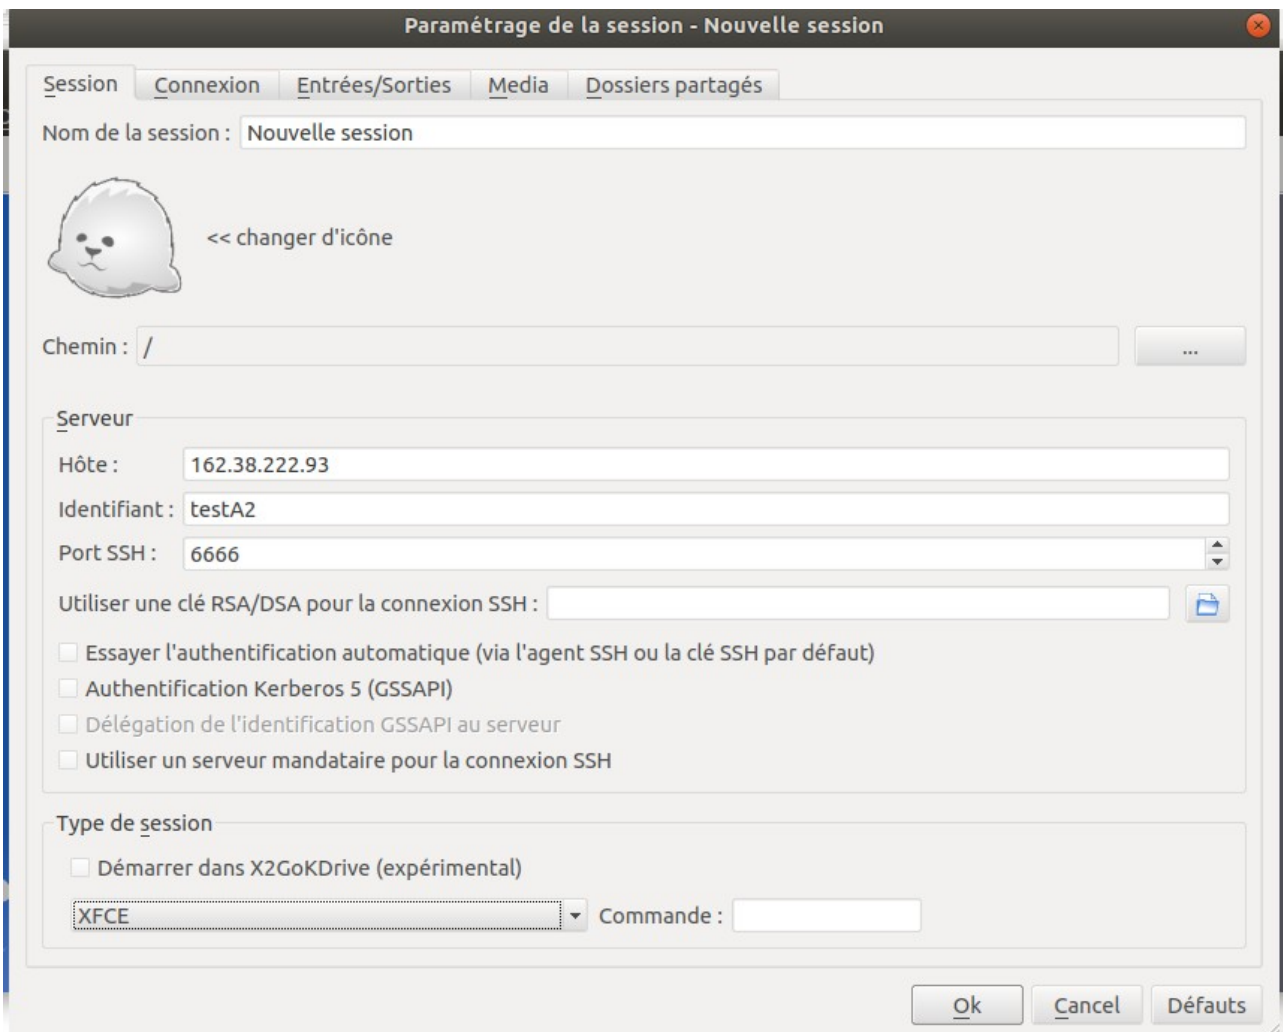 Paramétrage de la session - Nouvelle session
Session Connexion Entrées/Sorties Media Dossiers partagés
Nom de la session : Nouvelle session
<< changer d'icône
Chemin : / ...
Serveur
Hôte : 162.38.222.93
Identifiant : testA2
Port SSH : 6666
Utiliser une clé RSA/DSA pour la connexion SSH :
Essayer l'authentification automatique (via l'agent SSH ou la clé SSH par défaut)
Authentification Kerberos 5 (GSSAPI)
Délégation de l'identification GSSAPI au serveur
Utiliser un serveur mandataire pour la connexion SSH
Type de session
Démarrer dans X2GoKDrive (expérimental)
XFCE Commande :
Ok Cancel Défauts